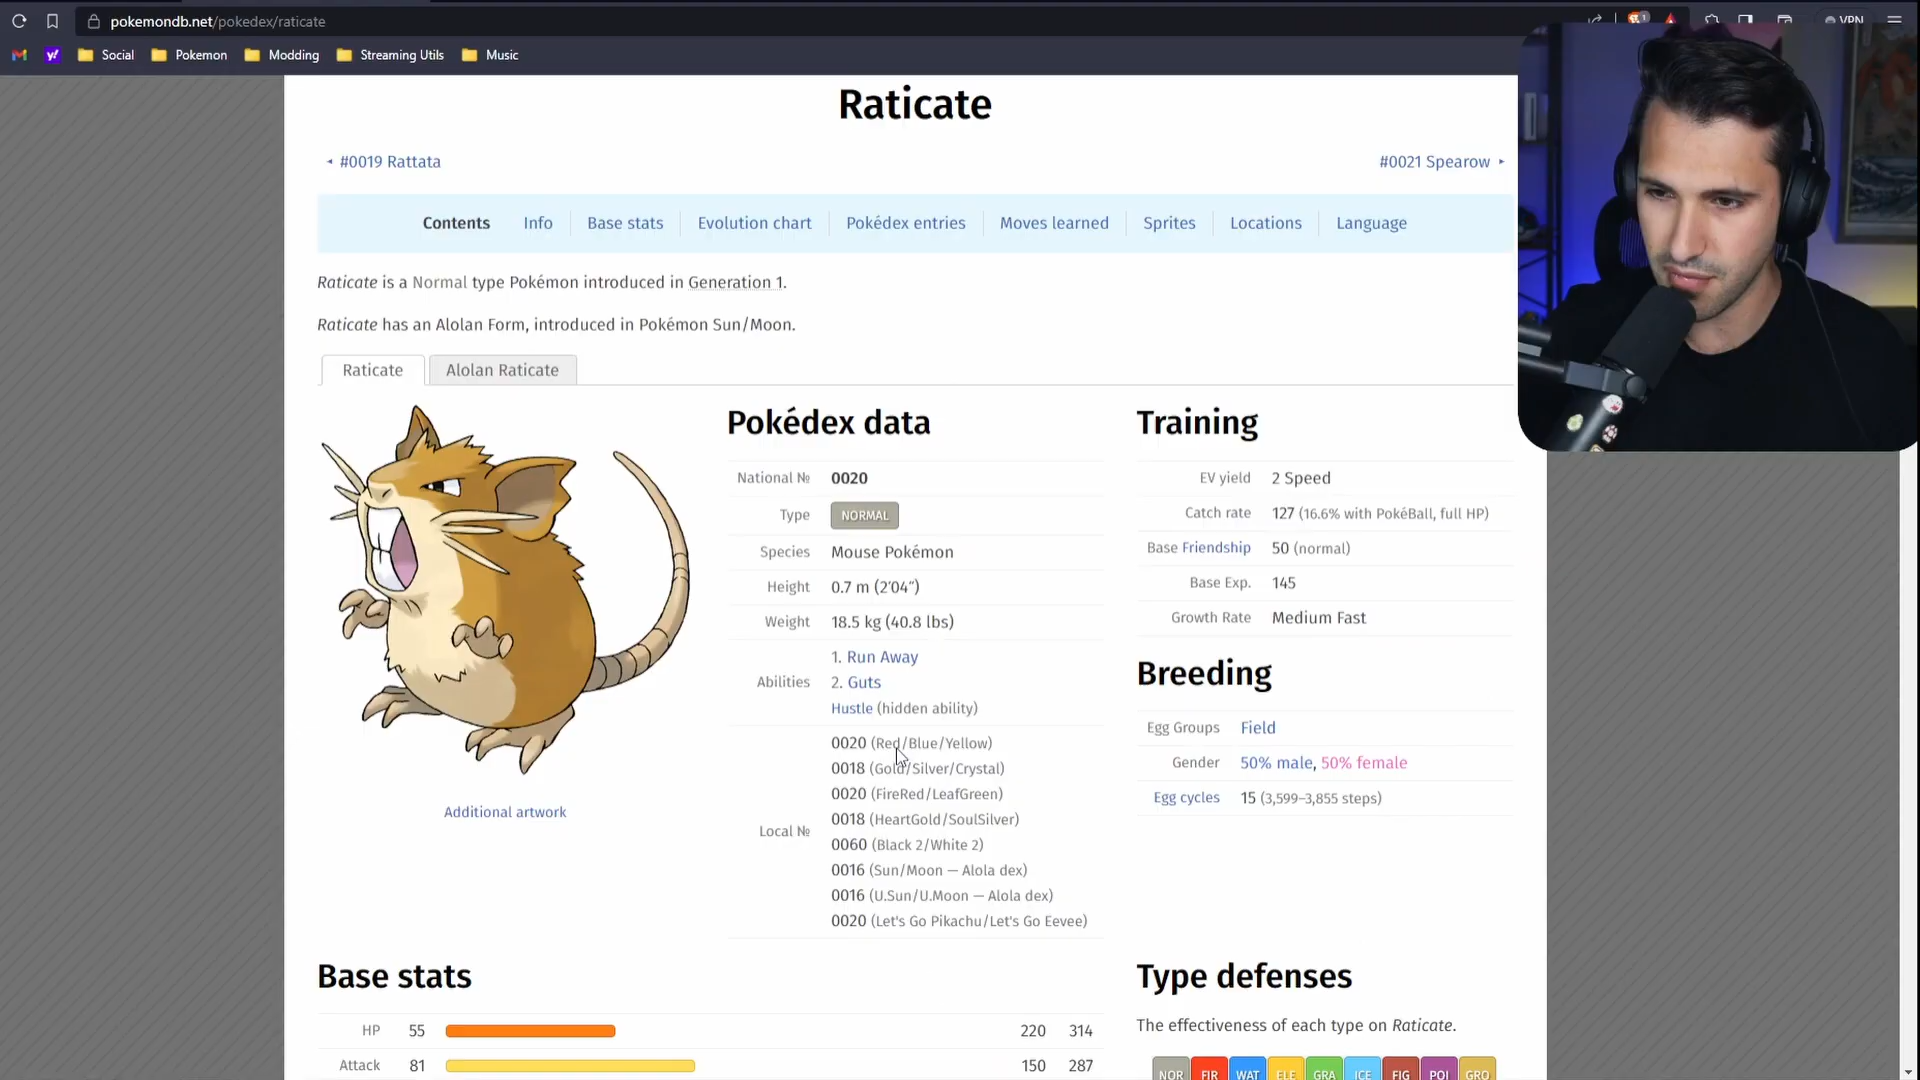 pokemondb.net/pokedex/raticate
VPN
Social
Pokemon
Modding
Streaming Utils
Music
Raticate
#0019 Rattata
#0021 Spearow
Contents
Info
Base stats
Evolution chart
Pokédex entries
Moves learned
Sprites
Locations
Language
Raticate is a Normal type Pokémon introduced in Generation 1.
Raticate has an Alolan Form, introduced in Pokémon Sun/Moon.
Raticate
Alolan Raticate
Additional artwork
Pokédex data
National № 0020
Type NORMAL
Species Mouse Pokémon
Height 0.7 m (2′04″)
Weight 18.5 kg (40.8 lbs)
Abilities
1. Run Away
2. Guts
Hustle (hidden ability)
Local №
0020 (Red/Blue/Yellow)
0018 (Gold/Silver/Crystal)
0020 (FireRed/LeafGreen)
0018 (HeartGold/SoulSilver)
0060 (Black 2/White 2)
0016 (Sun/Moon — Alola dex)
0016 (U.Sun/U.Moon — Alola dex)
0020 (Let's Go Pikachu/Let's Go Eevee)
Training
EV yield 2 Speed
Catch rate 127 (16.6% with PokéBall, full HP)
Base Friendship 50 (normal)
Base Exp. 145
Growth Rate Medium Fast
Breeding
Egg Groups Field
Gender 50% male, 50% female
Egg cycles 15 (3,599–3,855 steps)
Base stats
HP 55 220 314
Attack 81 150 287
Type defenses
The effectiveness of each type on Raticate.
NOR FIR WAT ELE GRA ICE FIG POI GRO